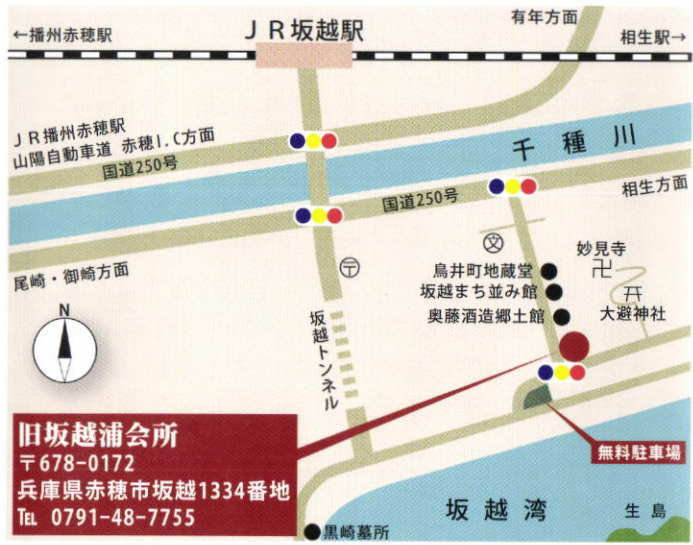 ←播州赤穂駅
JR坂越駅
有年方面
相生駅→
JR播州赤穂駅
山陽自動車道 赤穂I.C方面
国道250号
千種川
国道250号
相生方面
尾崎・御崎方面
文
〒
鳥井町地蔵堂
坂越まち並み館
奥藤酒造郷土館
妙見寺
卍
大避神社
N
坂越トンネル
旧坂越浦会所
〒678-0172
兵庫県赤穂市坂越1334番地
℡ 0791-48-7755
無料駐車場
坂越湾
生島
黒崎墓所